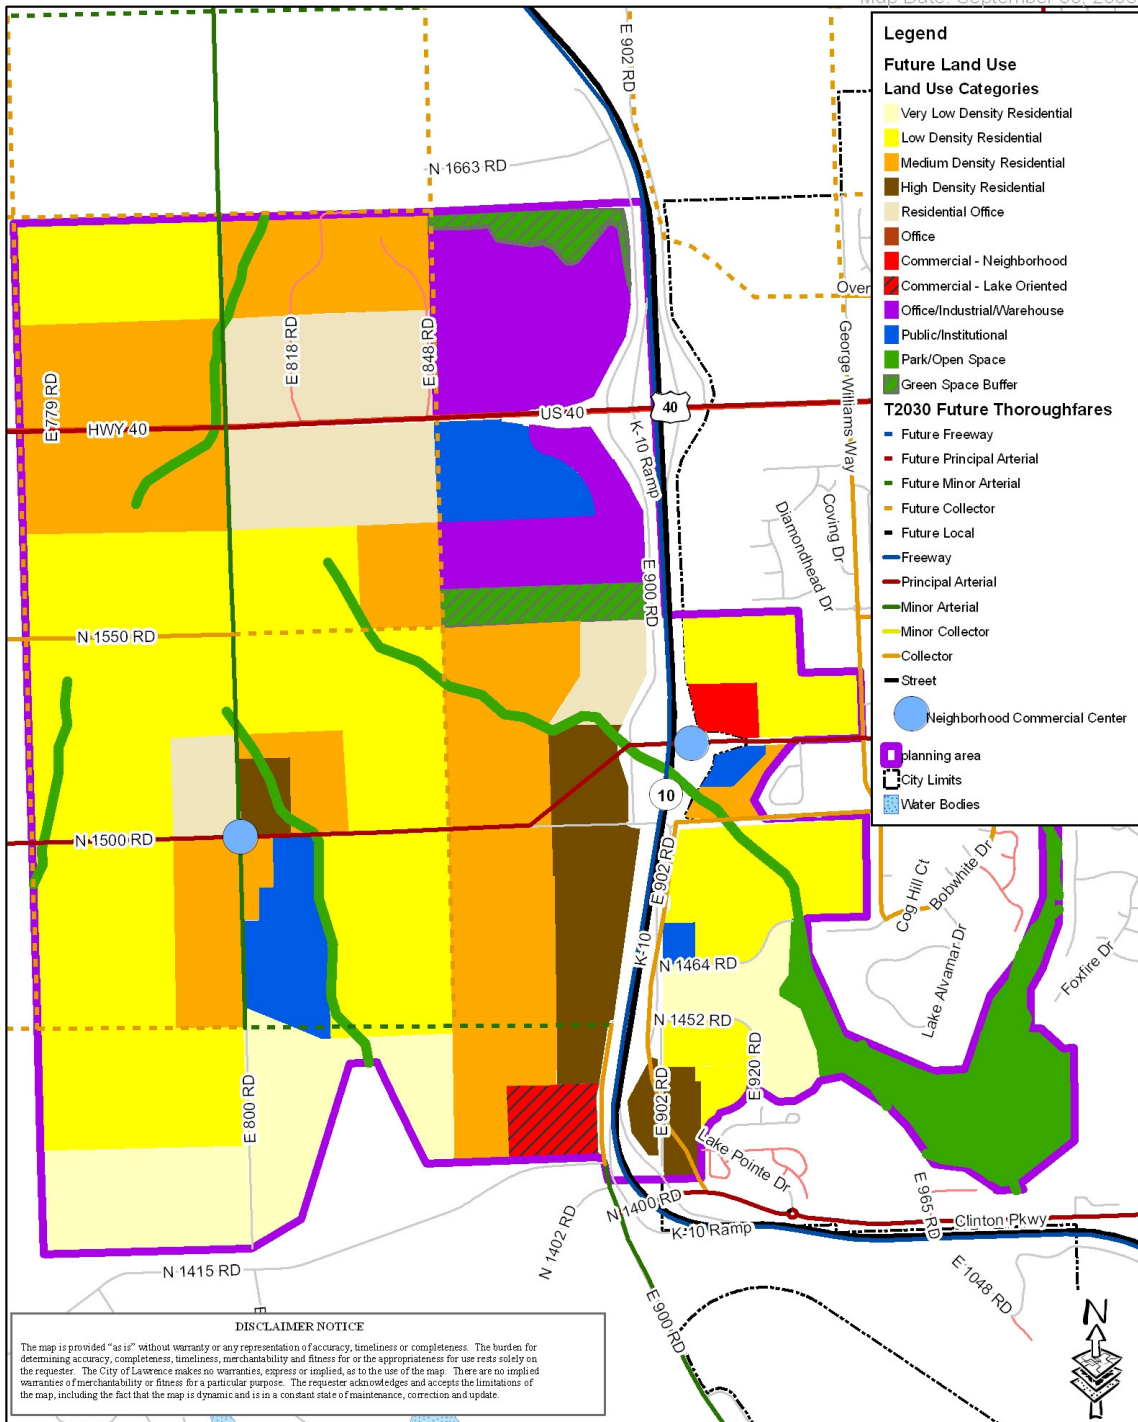 Legend
Future Land Use
Land Use Categories
Very Low Density Residential
Low Density Residential
Medium Density Residential
High Density Residential
Residential Office
Office
Commercial - Neighborhood
Commercial - Lake Oriented
Office/Industrial/Warehouse
Public/Institutional
Park/Open Space
Green Space Buffer
T2030 Future Thoroughfares
Future Freeway
Future Principal Arterial
Future Minor Arterial
Future Collector
Future Local
Freeway
Principal Arterial
Minor Arterial
Minor Collector
Collector
Street
Neighborhood Commercial Center
planning area
City Limits
Water Bodies
E 902 RD
N 1663 RD
E 818 RD
E 848 RD
E 779 RD
HWY 40
US 40
40
K-10 Ramp
George Williams Way
Coving Dr
Diamondhead Dr
E 900 RD
N 1550 RD
N 1500 RD
10
E 902 RD
K-10
N 1464 RD
N 1452 RD
E 920 RD
E 902 RD
Cog Hill Ct
Bobwhite Dr
Lake Alvamar Dr
Foxfire Dr
E 800 RD
Lake Pointe Dr
N 1400 RD
K-10 Ramp
E 965 RD
Clinton Pkwy
N 1402 RD
N 1415 RD
E 1048 RD
E 900 RD
N
DISCLAIMER NOTICE
The map is provided "as is" without warranty or any representation of accuracy, timeliness or completeness. The burden for
determining accuracy, completeness, timeliness, merchantability and fitness for or the appropriateness for use rests solely on
the requester. The City of Lawrence makes no warranties, express or implied, as to the use of the map. There are no implied
warranties of merchantability or fitness for a particular purpose. The requester acknowledges and accepts the limitations of
the map, including the fact that the map is dynamic and is in a constant state of maintenance, correction and update.